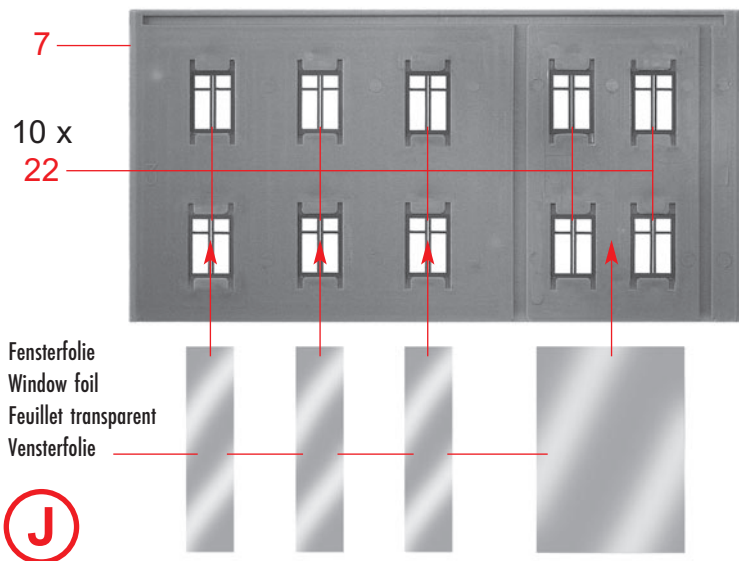 7
10 x
22
Fensterfolie
Window foil
Feuillet transparent
Vensterfolie
J